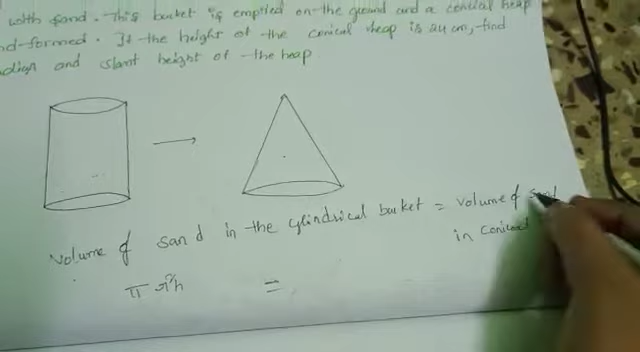 with sand. This bucket is emptied on the ground and a conical heap
formed. If the height of the conical heap is 24 cm, find
and slant height of the heap
Volume of sand in the cylindrical bucket = volume of sand
in conical
π r²h =